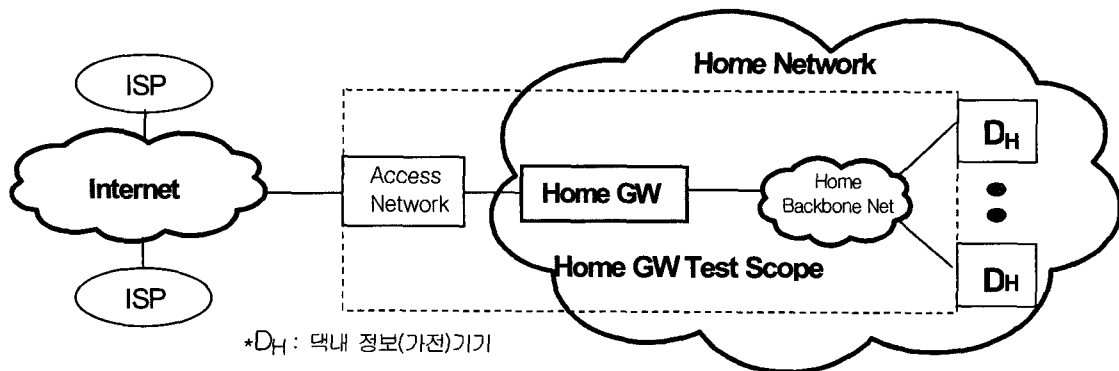 Home Network
ISP
Internet
ISP
Access
Network
Home GW
Home
Backbone Net
DH
DH
Home GW Test Scope
*DH : 댁내 정보(가전)기기